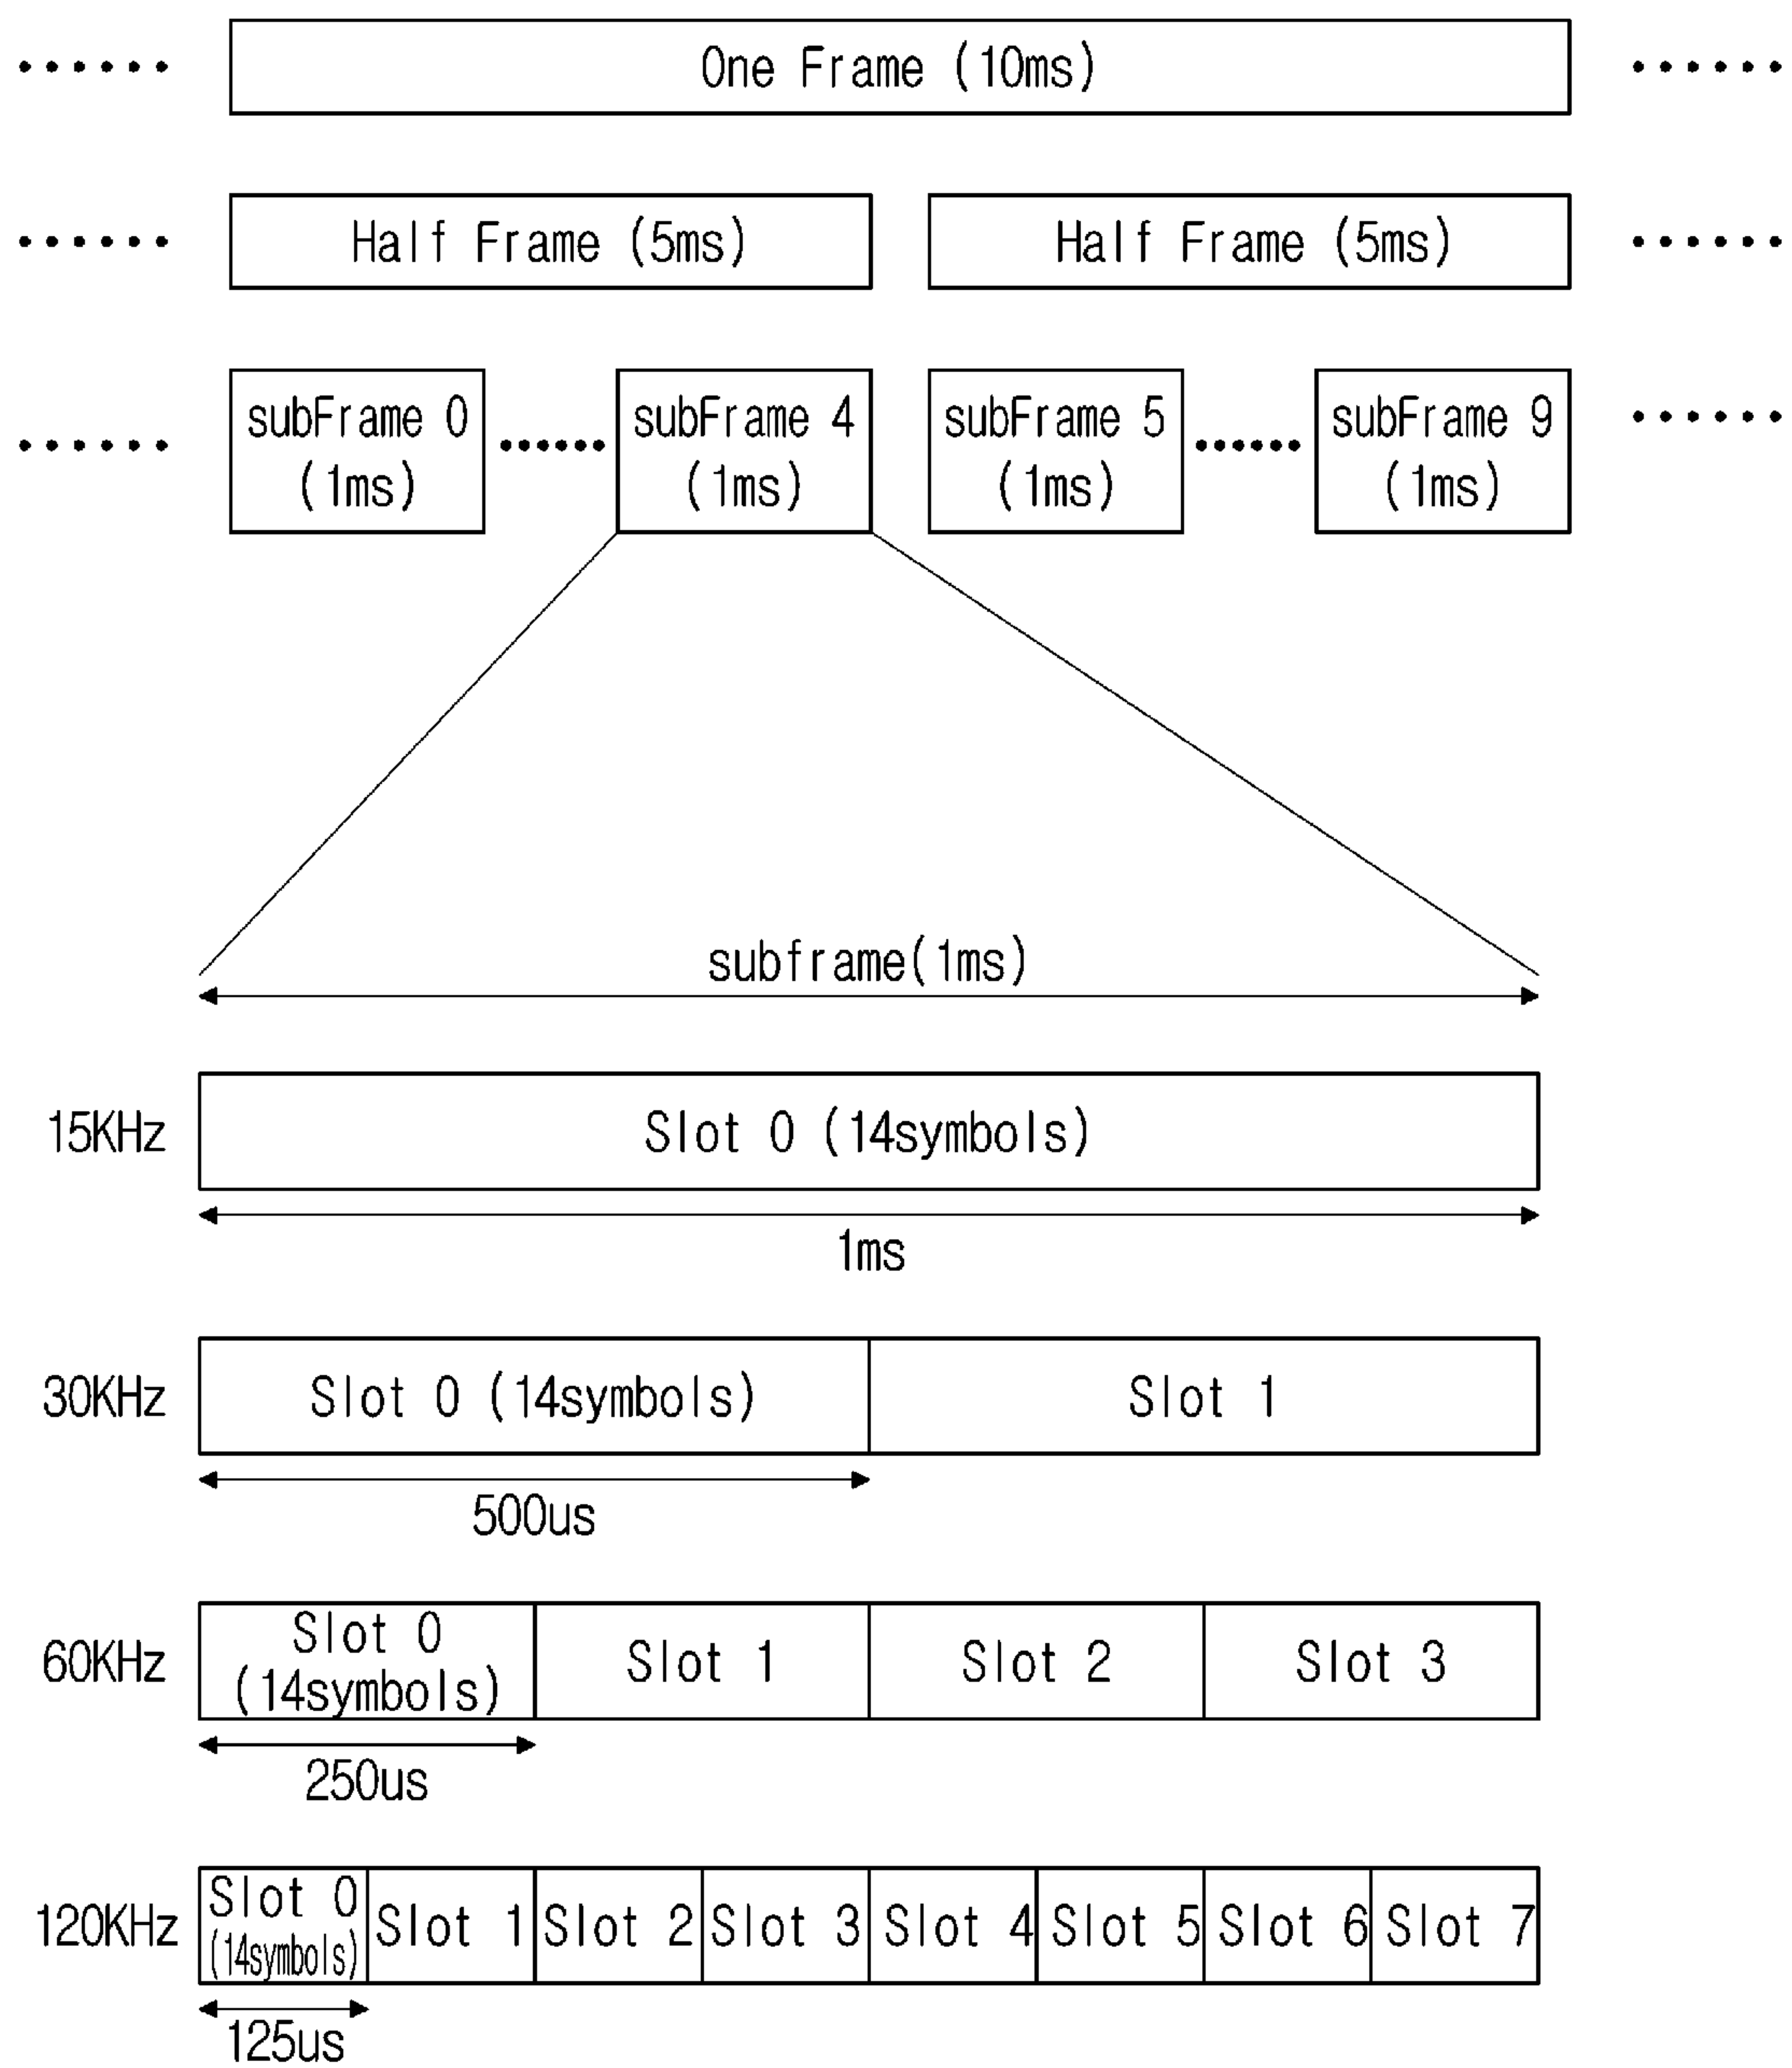 One Frame (10ms)
Half Frame (5ms) Half Frame (5ms)
subFrame 0 subFrame 4 subFrame 5 subFrame 9
(1ms) (1ms) (1ms) (1ms)
subframe(1ms)
15KHz Slot 0 (14symbols)
1ms
30KHz Slot 0 (14symbols) Slot 1
500us
60KHz Slot 0 (14symbols) Slot 1 Slot 2 Slot 3
250us
120KHz Slot 0 (14symbols) Slot 1 Slot 2 Slot 3 Slot 4 Slot 5 Slot 6 Slot 7
125us